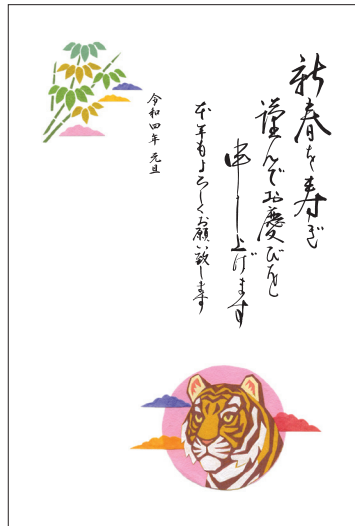 新春を寿ぎ
謹んでお慶びを
申し上げます
本年もよろしくお願い致します
令和四年 元旦